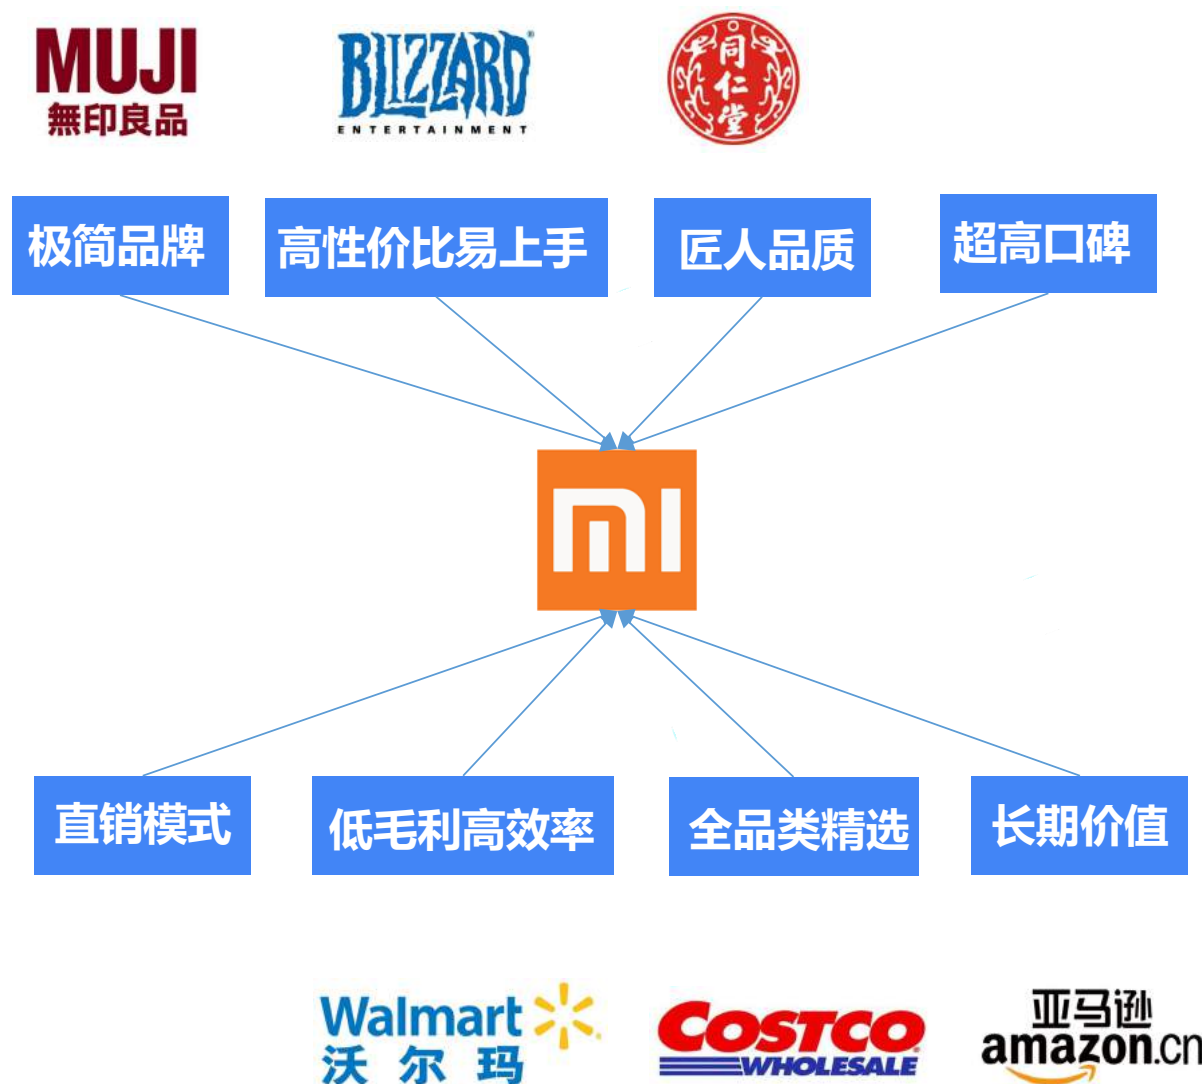 MUJI
無印良品
BLIZZARD
ENTERTAINMENT
同仁堂
极简品牌
高性价比易上手
匠人品质
超高口碑
mi
直销模式
低毛利高效率
全品类精选
长期价值
Walmart
沃尔玛
COSTCO
WHOLESALE
亚马逊
amazon.cn